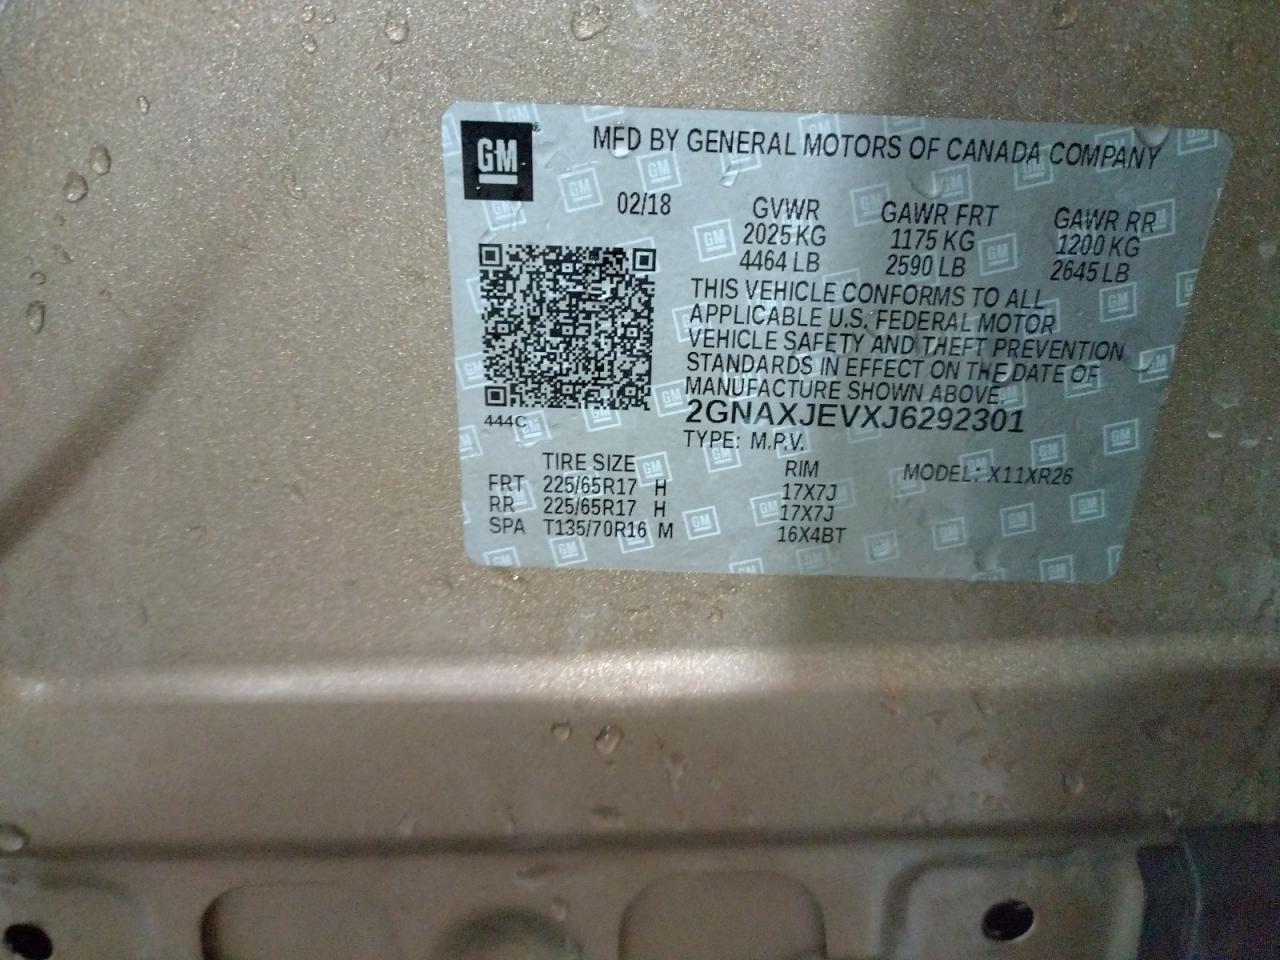 GM
MFD BY GENERAL MOTORS OF CANADA COMPANY
02/18 GVWR GAWR FRT GAWR RR
2025 KG 1175 KG 1200 KG
4464 LB 2590 LB 2645 LB
THIS VEHICLE CONFORMS TO ALL
APPLICABLE U.S. FEDERAL MOTOR
VEHICLE SAFETY AND THEFT PREVENTION
STANDARDS IN EFFECT ON THE DATE OF
MANUFACTURE SHOWN ABOVE.
444C 2GNAXJEVXJ6292301
TYPE: M.P.V.
TIRE SIZE RIM MODEL: X11XR26
FRT 225/65R17 H 17X7J
RR 225/65R17 H 17X7J
SPA T135/70R16 M 16X4BT